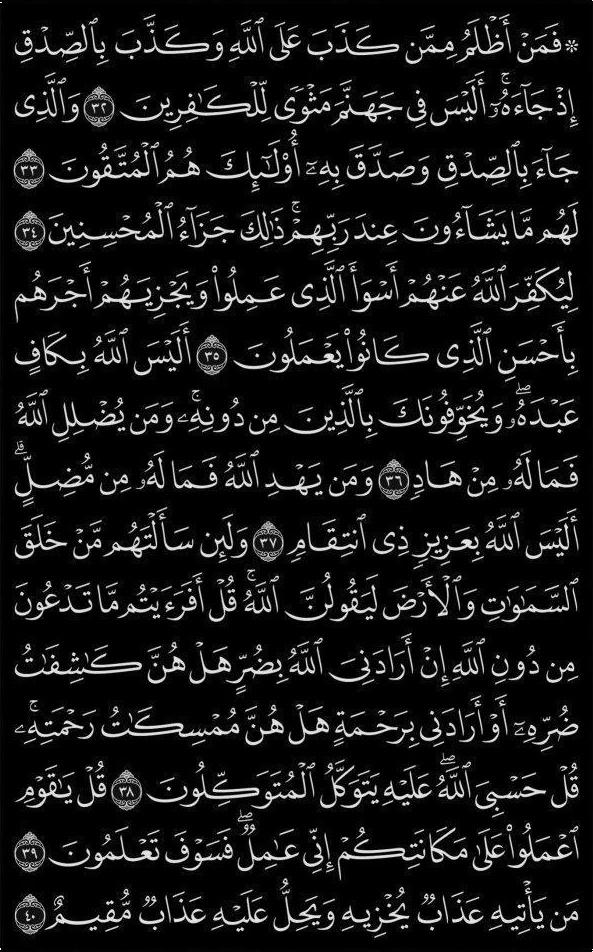 ۞ فَمَنۡ أَظۡلَمُ مِمَّن كَذَبَ عَلَى ٱللَّهِ وَكَذَّبَ بِٱلصِّدۡقِ
إِذۡ جَآءَهُۥٓۚ أَلَيۡسَ فِي جَهَنَّمَ مَثۡوٗى لِّلۡكَٰفِرِينَ ٣٢ وَٱلَّذِي
جَآءَ بِٱلصِّدۡقِ وَصَدَّقَ بِهِۦٓ أُوْلَٰٓئِكَ هُمُ ٱلۡمُتَّقُونَ ٣٣
لَهُم مَّا يَشَآءُونَ عِندَ رَبِّهِمۡۚ ذَٰلِكَ جَزَآءُ ٱلۡمُحۡسِنِينَ ٣٤
لِيُكَفِّرَ ٱللَّهُ عَنۡهُمۡ أَسۡوَأَ ٱلَّذِي عَمِلُواْ وَيَجۡزِيَهُمۡ أَجۡرَهُم
بِأَحۡسَنِ ٱلَّذِي كَانُواْ يَعۡمَلُونَ ٣٥ أَلَيۡسَ ٱللَّهُ بِكَافٍ
عَبۡدَهُۥۖ وَيُخَوِّفُونَكَ بِٱلَّذِينَ مِن دُونِهِۦۚ وَمَن يُضۡلِلِ ٱللَّهُ
فَمَا لَهُۥ مِنۡ هَادٖ ٣٦ وَمَن يَهۡدِ ٱللَّهُ فَمَا لَهُۥ مِن مُّضِلٍّۗ
أَلَيۡسَ ٱللَّهُ بِعَزِيزٖ ذِي ٱنتِقَامٖ ٣٧ وَلَئِن سَأَلۡتَهُم مَّنۡ خَلَقَ
ٱلسَّمَٰوَٰتِ وَٱلۡأَرۡضَ لَيَقُولُنَّ ٱللَّهُۚ قُلۡ أَفَرَءَيۡتُم مَّا تَدۡعُونَ
مِن دُونِ ٱللَّهِ إِنۡ أَرَادَنِيَ ٱللَّهُ بِضُرٍّ هَلۡ هُنَّ كَٰشِفَٰتُ
ضُرِّهِۦٓ أَوۡ أَرَادَنِي بِرَحۡمَةٍ هَلۡ هُنَّ مُمۡسِكَٰتُ رَحۡمَتِهِۦۚ
قُلۡ حَسۡبِيَ ٱللَّهُۖ عَلَيۡهِ يَتَوَكَّلُ ٱلۡمُتَوَكِّلُونَ ٣٨ قُلۡ يَٰقَوۡمِ
ٱعۡمَلُواْ عَلَىٰ مَكَانَتِكُمۡ إِنِّي عَٰمِلٞۖ فَسَوۡفَ تَعۡلَمُونَ ٣٩
مَن يَأۡتِيهِ عَذَابٞ يُخۡزِيهِ وَيَحِلُّ عَلَيۡهِ عَذَابٞ مُّقِيمٌ ٤٠